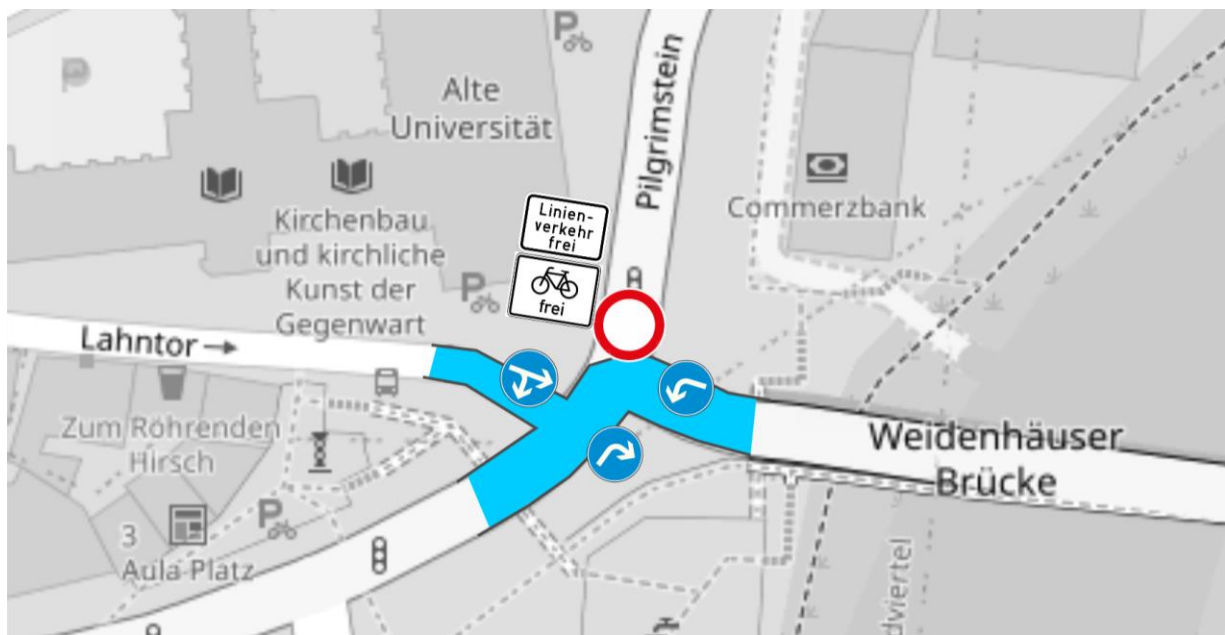 Alte
Universität
Pilgrimstein
Commerzbank
Linien-
verkehr
frei
frei
Kirchenbau
und kirchliche
Kunst der
Gegenwart
Lahntor
Zum Röhrenden
Hirsch
Weidenhäuser
Brücke
3
Aula Platz
dviertel
P
P
P
P